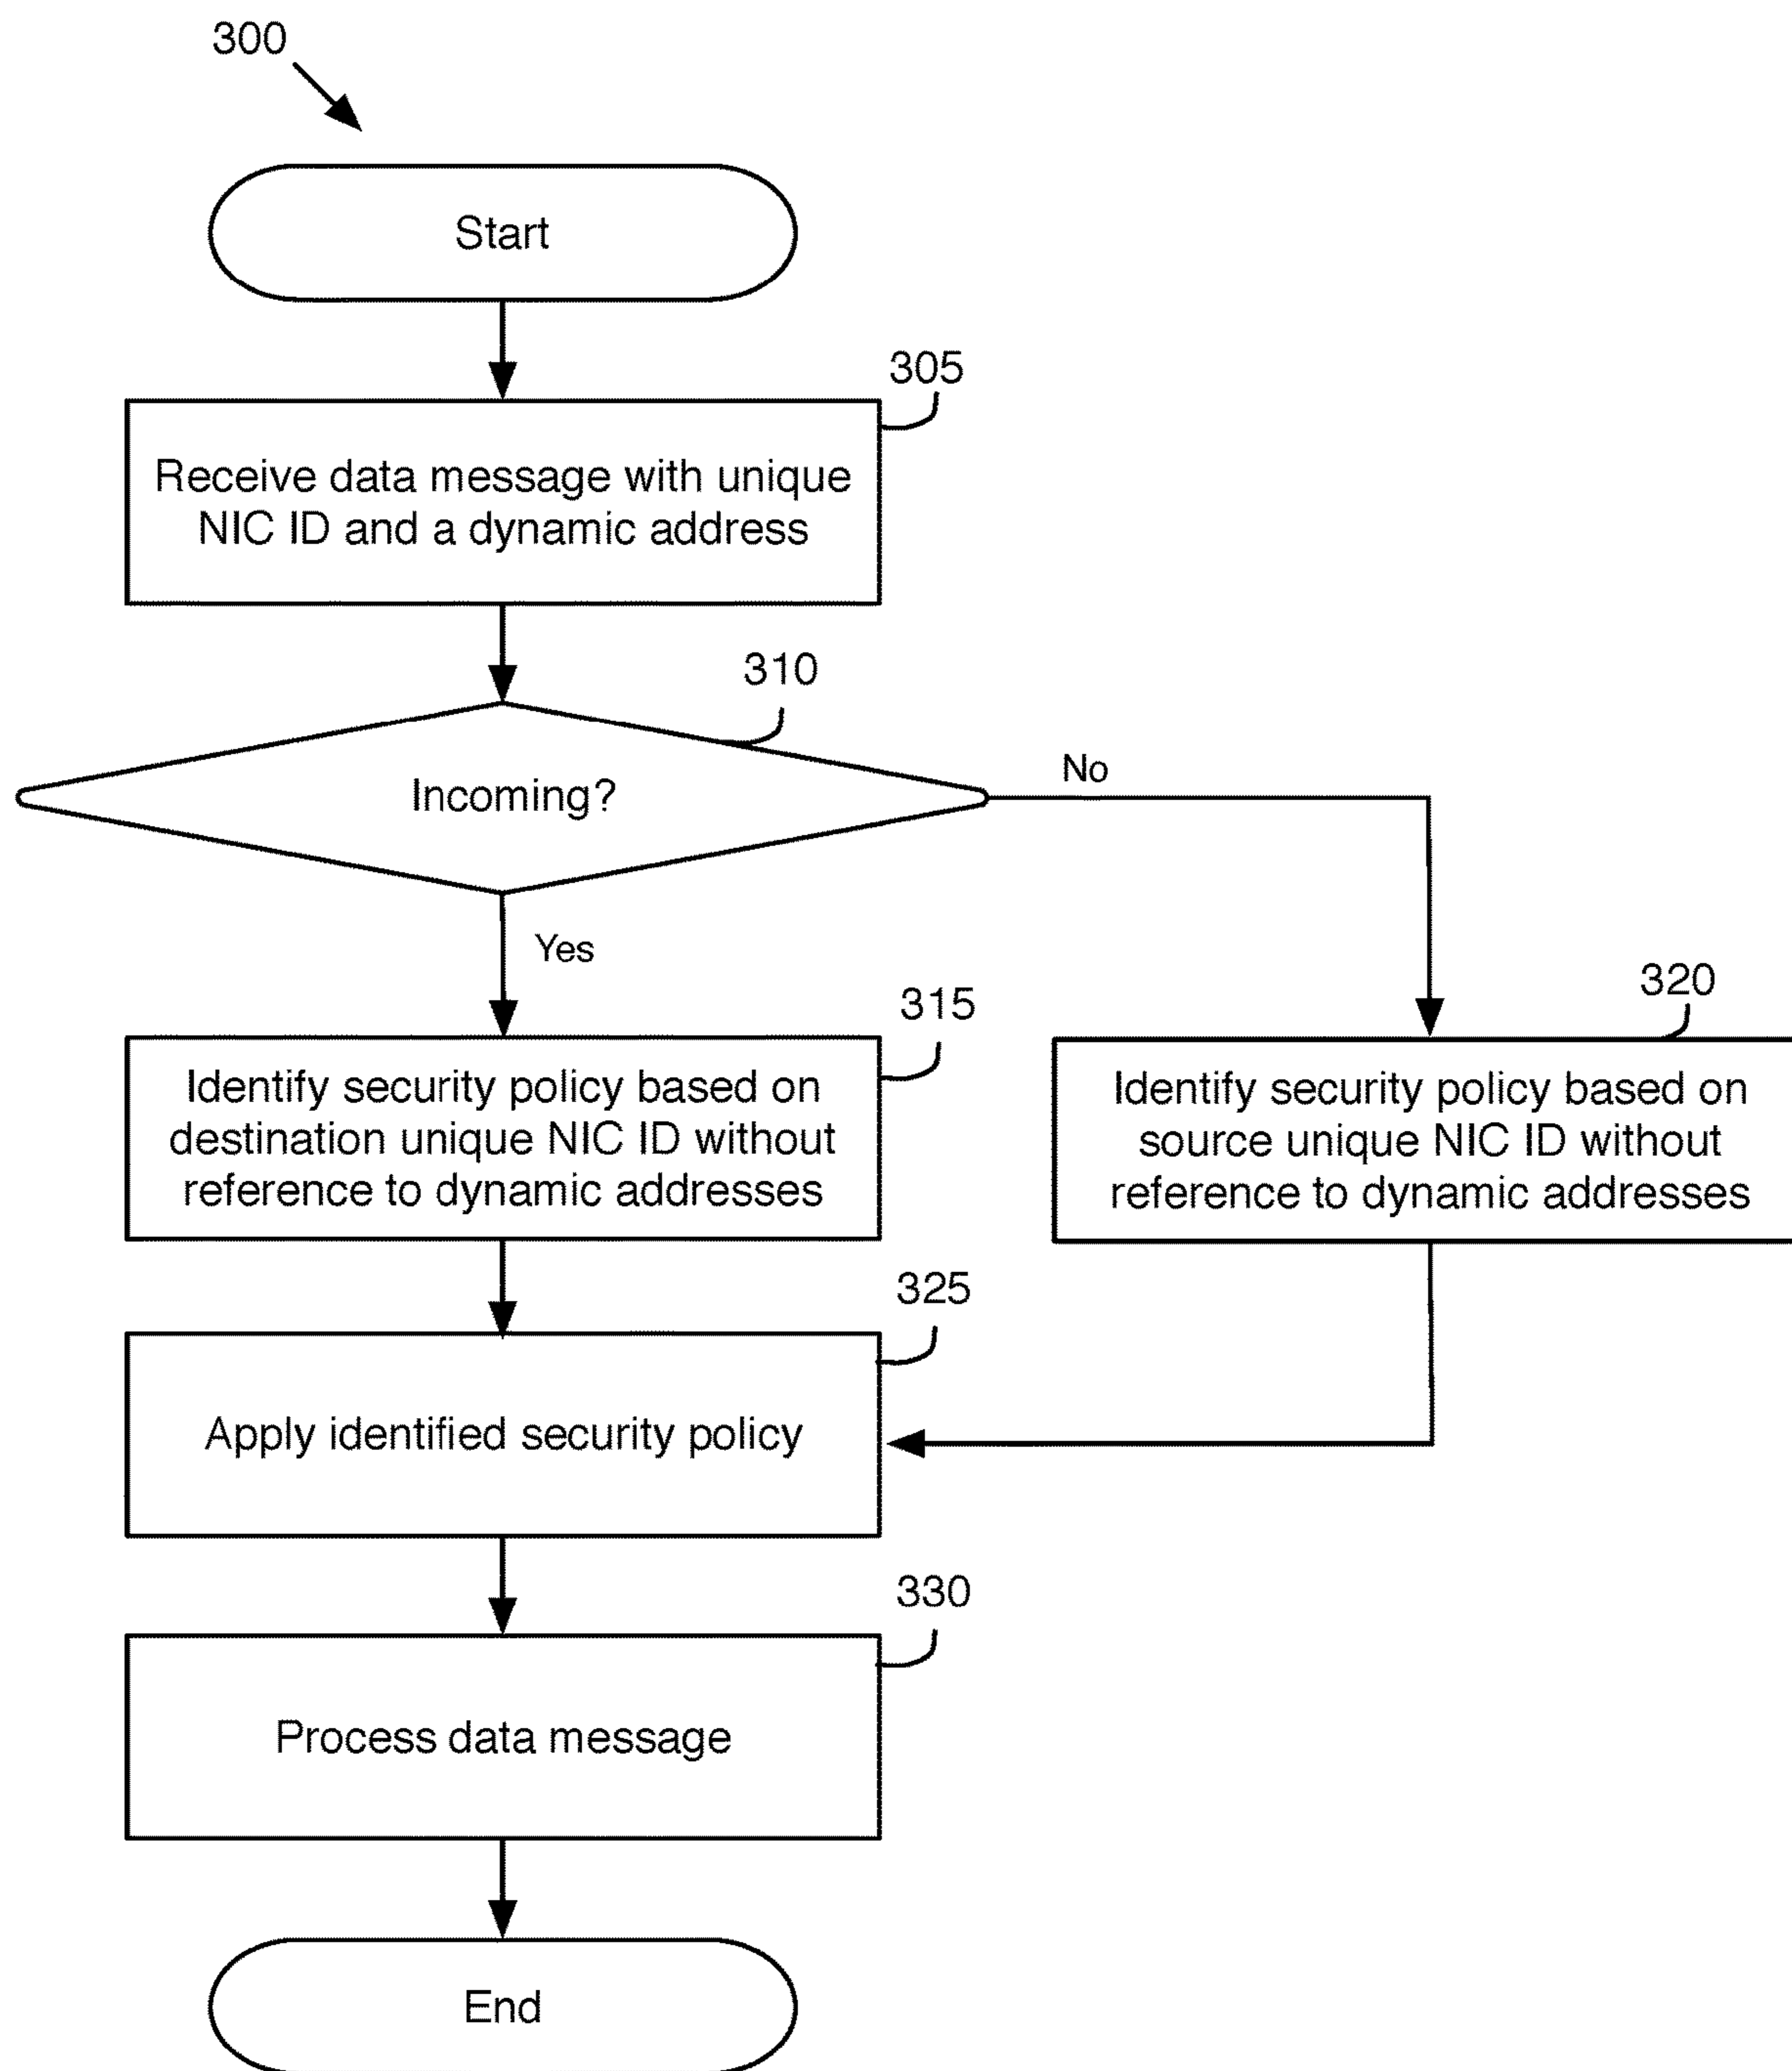 300
Start
305
Receive data message with unique
NIC ID and a dynamic address
310
Incoming?
No
Yes
315
Identify security policy based on
destination unique NIC ID without
reference to dynamic addresses
320
Identify security policy based on
source unique NIC ID without
reference to dynamic addresses
325
Apply identified security policy
330
Process data message
End